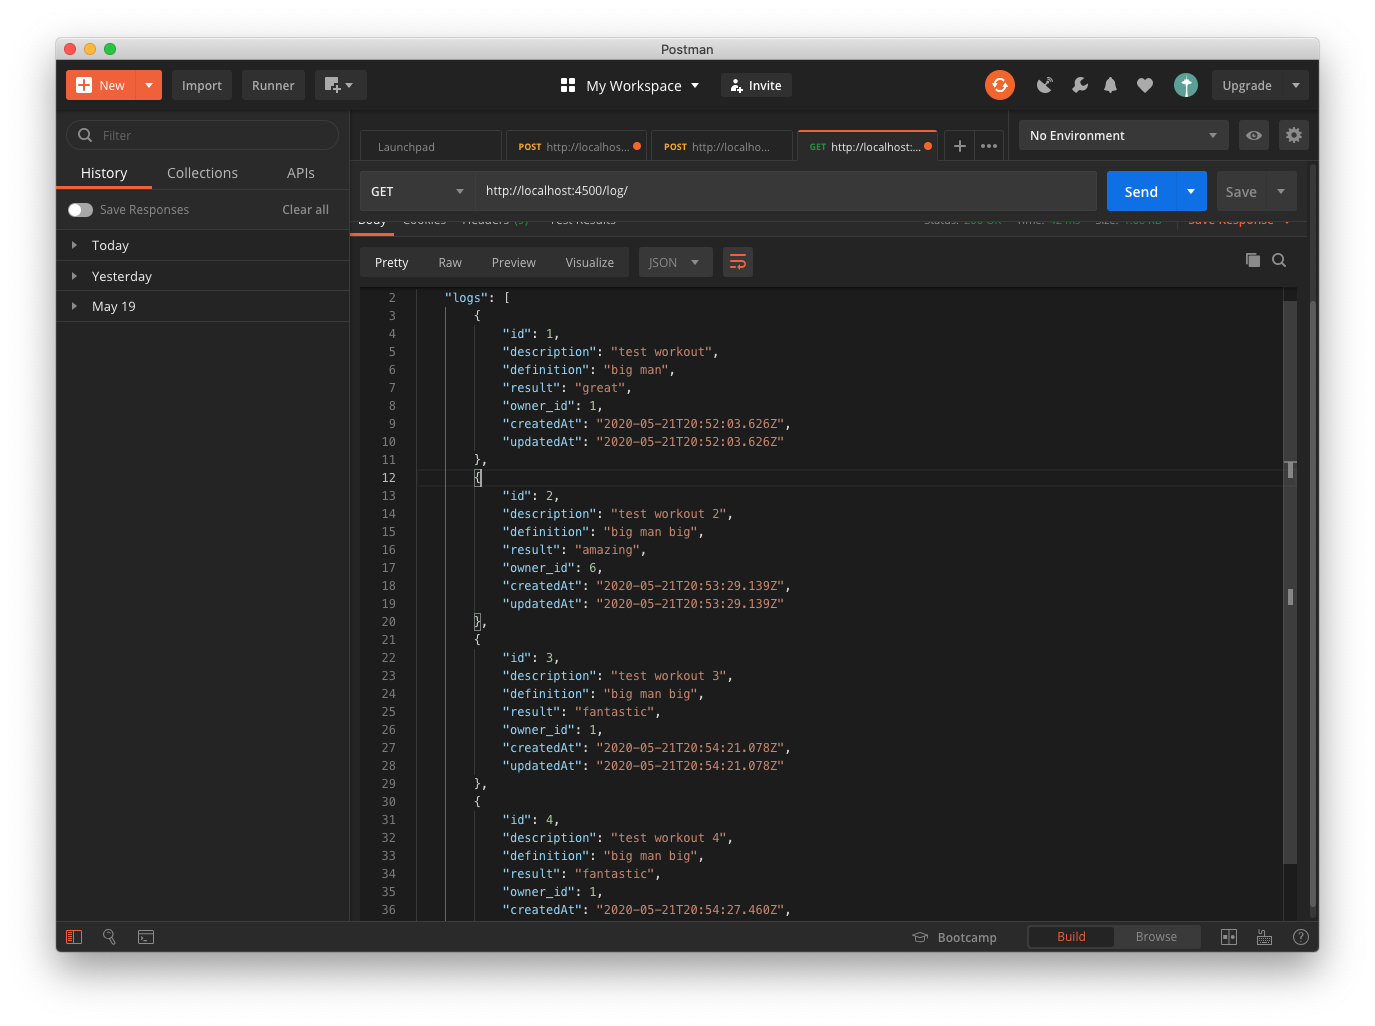 Postman
New
Import
Runner
My Workspace
Invite
Upgrade
Filter
History
Collections
APIs
Save Responses
Clear all
Today
Yesterday
May 19
Launchpad
POST http://localhos...
POST http://localho...
GET http://localhost:...
No Environment
GET
http://localhost:4500/log/
Send
Save
Body
Cookies
Test Results
Save Response
Pretty
Raw
Preview
Visualize
JSON
2 "logs": [
3 {
4 "id": 1,
5 "description": "test workout",
6 "definition": "big man",
7 "result": "great",
8 "owner_id": 1,
9 "createdAt": "2020-05-21T20:52:03.626Z",
10 "updatedAt": "2020-05-21T20:52:03.626Z"
11 },
12 {
13 "id": 2,
14 "description": "test workout 2",
15 "definition": "big man big",
16 "result": "amazing",
17 "owner_id": 6,
18 "createdAt": "2020-05-21T20:53:29.139Z",
19 "updatedAt": "2020-05-21T20:53:29.139Z"
20 },
21 {
22 "id": 3,
23 "description": "test workout 3",
24 "definition": "big man big",
25 "result": "fantastic",
26 "owner_id": 1,
27 "createdAt": "2020-05-21T20:54:21.078Z",
28 "updatedAt": "2020-05-21T20:54:21.078Z"
29 },
30 {
31 "id": 4,
32 "description": "test workout 4",
33 "definition": "big man big",
34 "result": "fantastic",
35 "owner_id": 1,
36 "createdAt": "2020-05-21T20:54:27.460Z",
Bootcamp
Build
Browse